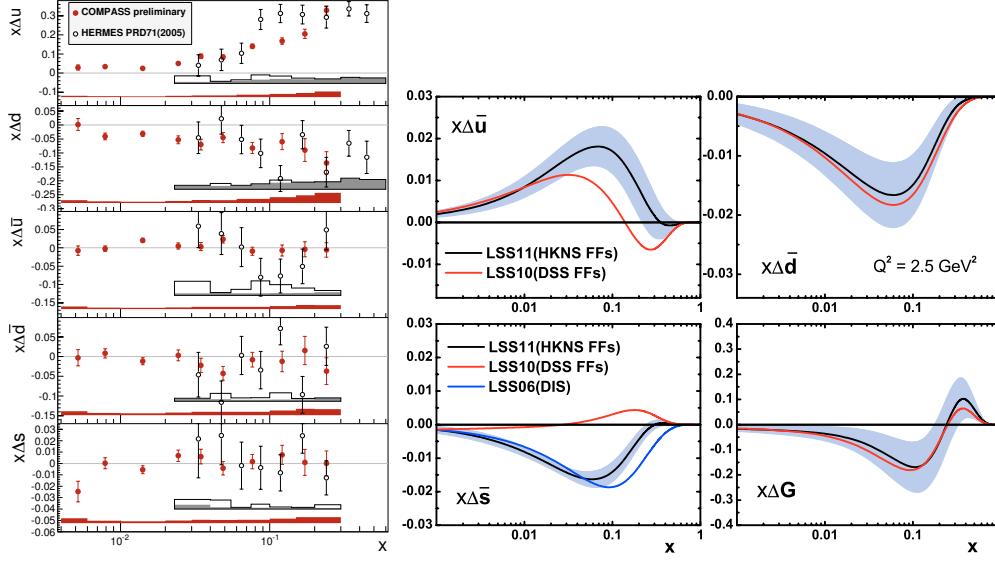 COMPASS preliminary
HERMES PRD71(2005)
xΔu
0.3
0.2
0.1
0
-0.1
xΔd
0.05
0
-0.05
-0.1
-0.15
-0.2
-0.25
-0.3
xΔū
0.05
0
-0.05
-0.1
-0.15
xΔd̄
0.05
0
-0.05
-0.1
-0.15
xΔs
0.03
0.02
0.01
0
-0.01
-0.02
-0.03
-0.04
-0.05
-0.06
10⁻² 10⁻¹ x
0.03
0.02
0.01
0.00
-0.01
xΔū
LSS11(HKNS FFs)
LSS10(DSS FFs)
0.01 0.1 1
0.00
-0.01
-0.02
-0.03
xΔd̄
Q² = 2.5 GeV²
0.01 0.1
0.03
0.02
0.01
0.00
-0.01
-0.02
-0.03
LSS11(HKNS FFs)
LSS10(DSS FFs)
LSS06(DIS)
xΔs̄
0.01 0.1 x 1
0.4
0.3
0.2
0.1
0.0
-0.1
-0.2
-0.3
-0.4
xΔG
0.01 0.1 x